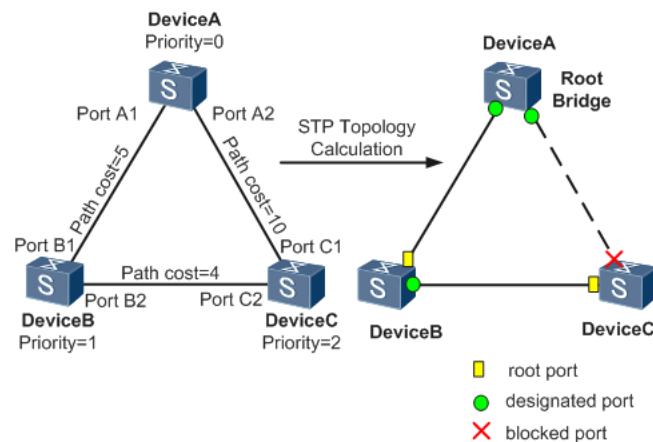 DeviceA
Priority=0
Port A1
Port A2
Path cost=5
Path cost=10
Port B1
Port C1
Path cost=4
Port B2
Port C2
DeviceB
Priority=1
DeviceC
Priority=2
STP Topology
Calculation
DeviceA
Root
Bridge
DeviceB
DeviceC
root port
designated port
blocked port
S
S
S
S
S
S